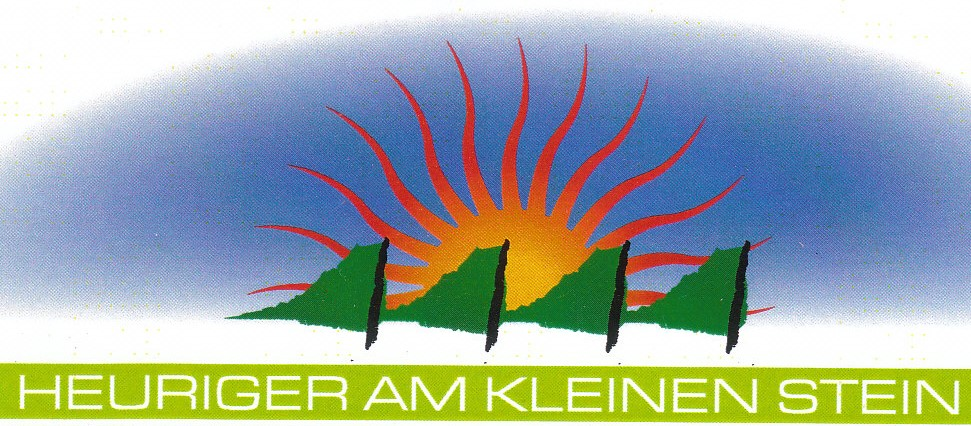 HEURIGER AM KLEINEN STEIN